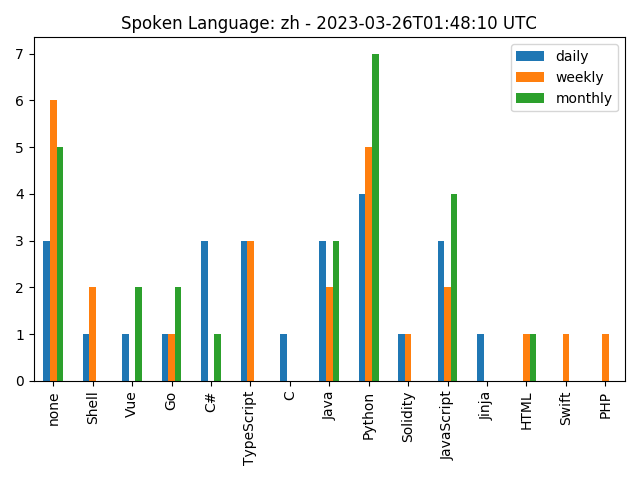 Spoken Language: zh - 2023-03-26T01:48:10 UTC
daily
weekly
monthly
7
6
5
4
3
2
1
0
none
Shell
Vue
Go
C#
TypeScript
C
Java
Python
Solidity
JavaScript
Jinja
HTML
Swift
PHP